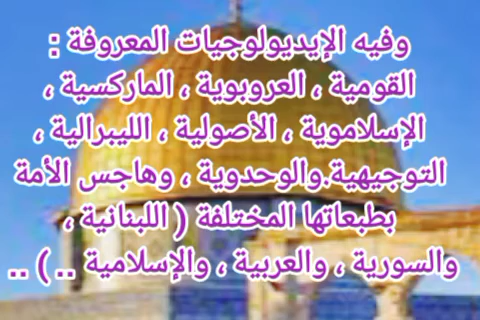 وفيه الإيديولوجيات المعروفة :
القومية ، العروبوية ، الماركسية ،
الإسلاموية ، الأصولية ، الليبرالية ،
التوجيهية.والوحدوية ، وهاجس الأمة
بطبعاتها المختلفة ( اللبنانية ،
والسورية ، والعربية ، والإسلامية .. ) ..